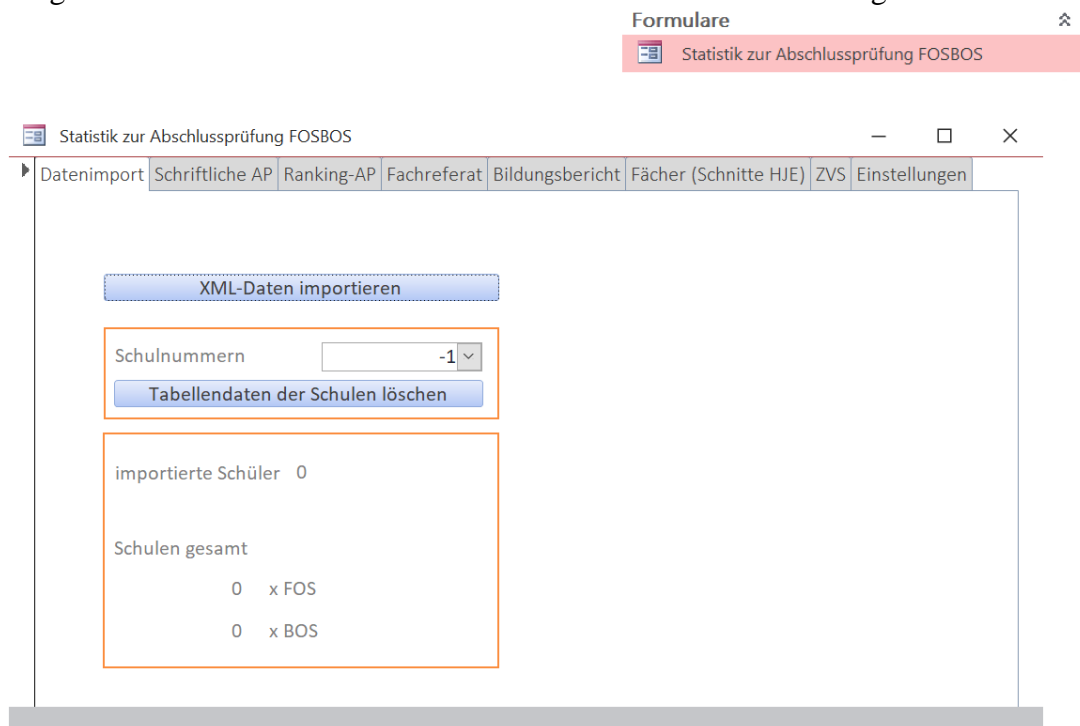 Formulare
Statistik zur Abschlussprüfung FOSBOS
Statistik zur Abschlussprüfung FOSBOS
Datenimport Schriftliche AP Ranking-AP Fachreferat Bildungsbericht Fächer (Schnitte HJE) ZVS Einstellungen
XML-Daten importieren
Schulnummern -1
Tabellendaten der Schulen löschen
importierte Schüler 0
Schulen gesamt
0 x FOS
0 x BOS